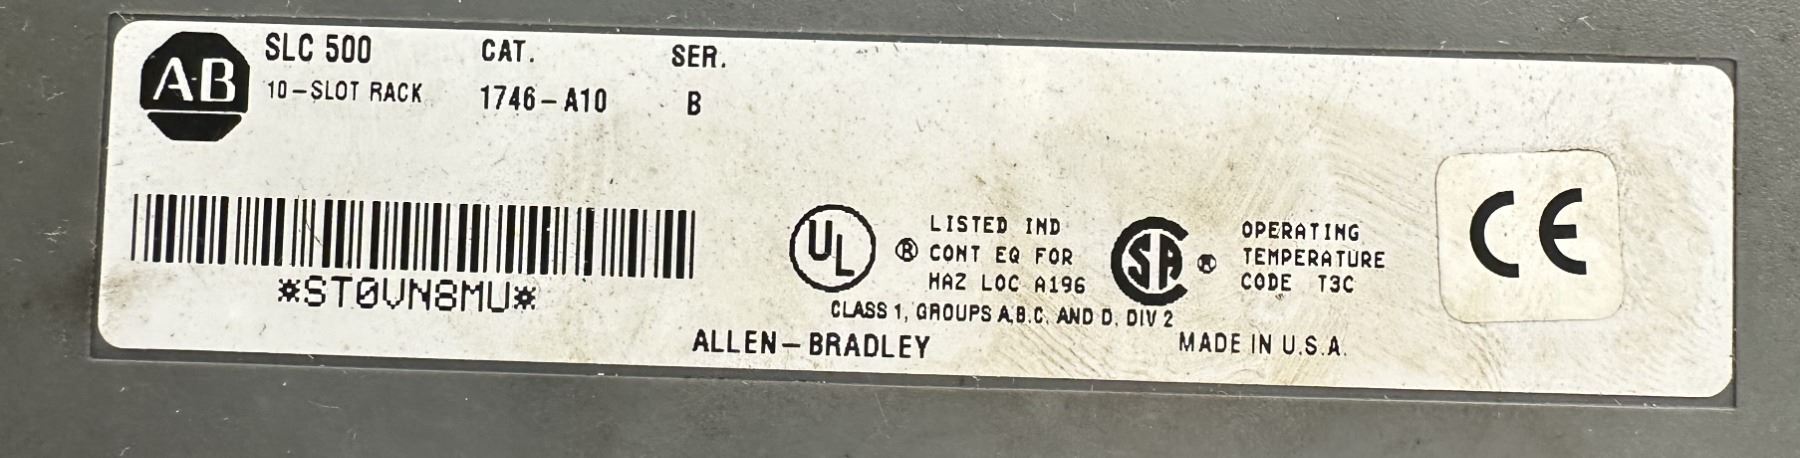 AB
SLC 500 CAT. SER.
10-SLOT RACK 1746-A10 B
*ST0VN8MU*
UL ® LISTED IND
CONT EQ FOR
HAZ LOC A196
SA ® OPERATING
TEMPERATURE
CODE T3C
CE
CLASS 1, GROUPS A,B,C, AND D, DIV 2
ALLEN-BRADLEY MADE IN U.S.A.